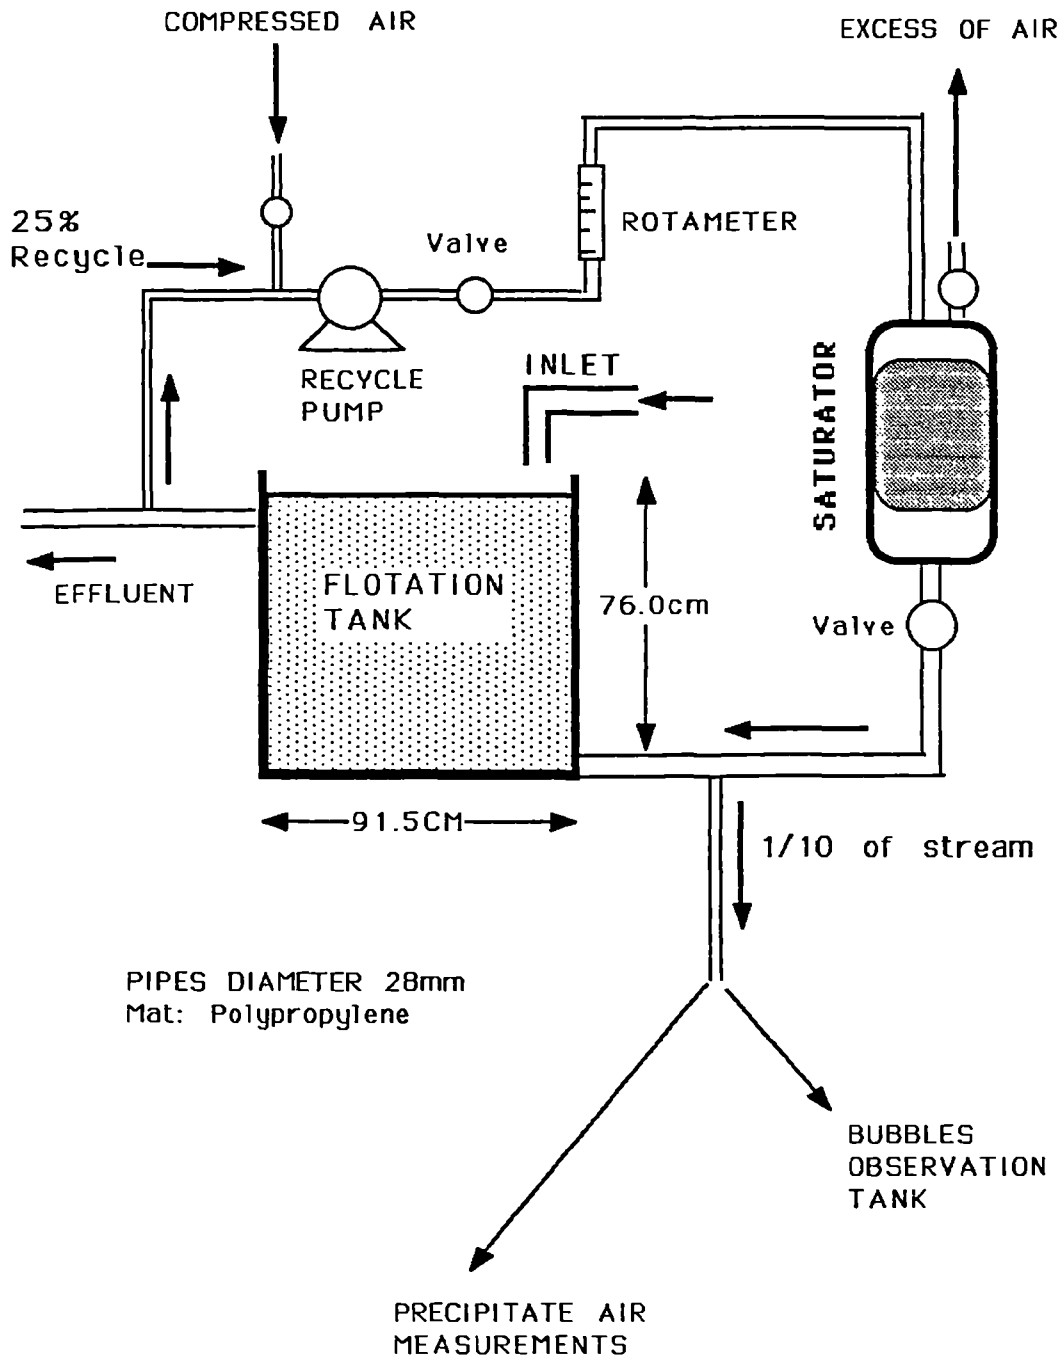 COMPRESSED AIR
EXCESS OF AIR
25%
Recycle
Valve
ROTAMETER
RECYCLE
PUMP
INLET
SATURATOR
FLOTATION
TANK
76.0cm
EFFLUENT
Valve
91.5CM
1/10 of stream
PIPES DIAMETER 28mm
Mat: Polypropylene
BUBBLES
OBSERVATION
TANK
PRECIPITATE AIR
MEASUREMENTS